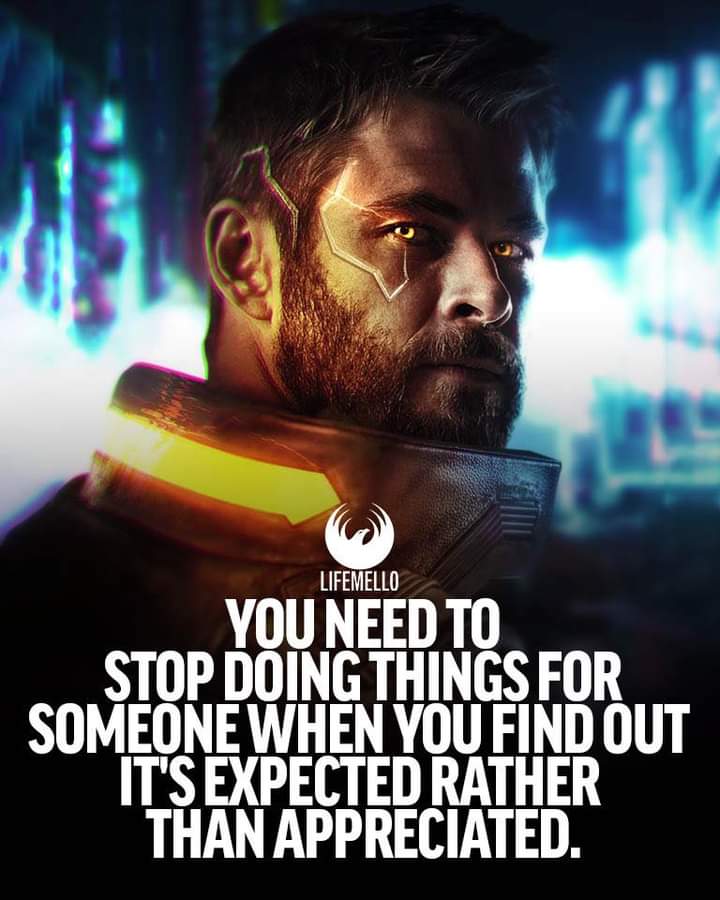 LIFEMELLO
YOU NEED TO
STOP DOING THINGS FOR
SOMEONE WHEN YOU FIND OUT
IT'S EXPECTED RATHER
THAN APPRECIATED.